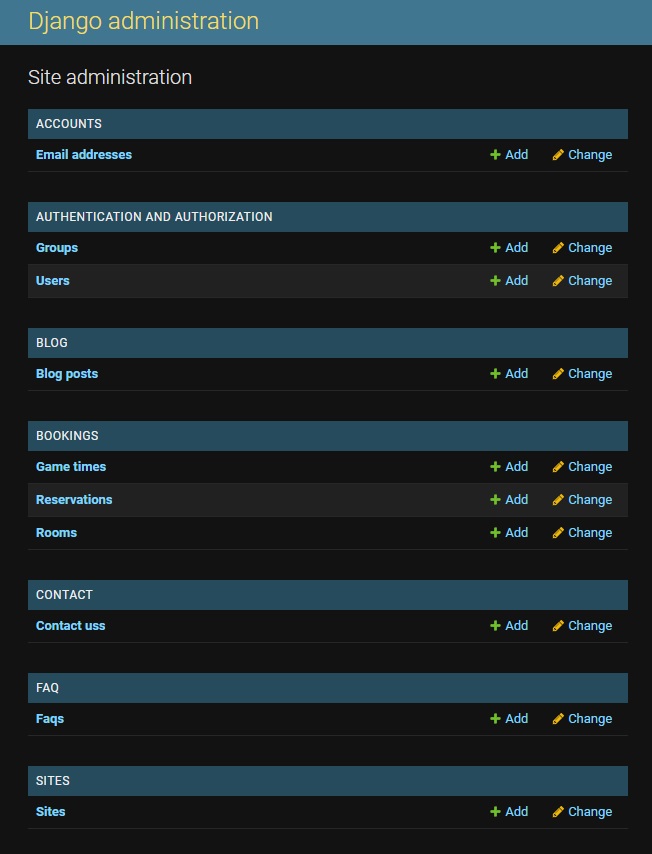 Django administration
Site administration
ACCOUNTS
Email addresses Add Change
AUTHENTICATION AND AUTHORIZATION
Groups Add Change
Users Add Change
BLOG
Blog posts Add Change
BOOKINGS
Game times Add Change
Reservations Add Change
Rooms Add Change
CONTACT
Contact uss Add Change
FAQ
Faqs Add Change
SITES
Sites Add Change